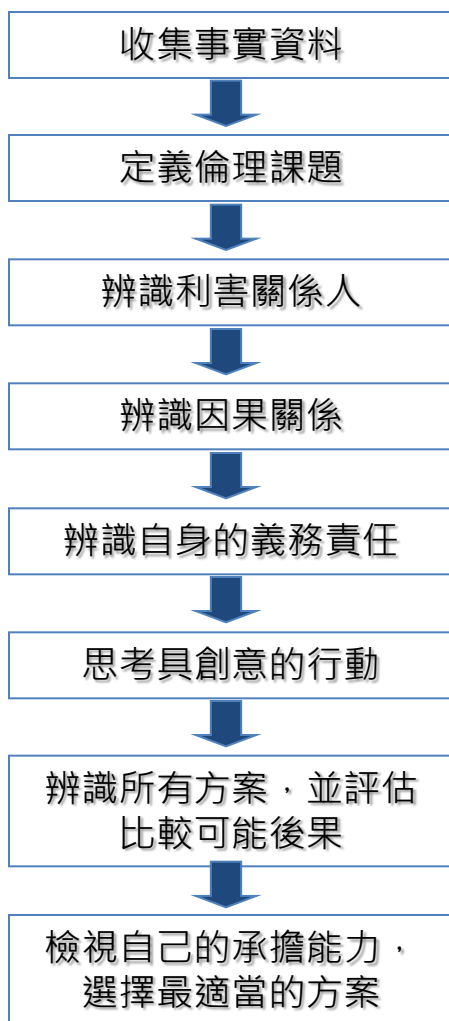 收集事實資料
定義倫理課題
辨識利害關係人
辨識因果關係
辨識自身的義務責任
思考具創意的行動
辨識所有方案，並評估
比較可能後果
檢視自己的承擔能力，
選擇最適當的方案